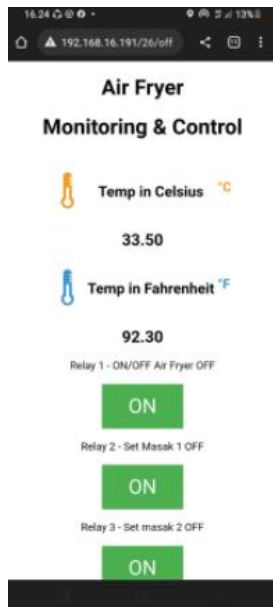 16.24
13%
192.168.16.191/26/off
Air Fryer
Monitoring & Control
Temp in Celsius °C
33.50
Temp in Fahrenheit °F
92.30
Relay 1 - ON/OFF Air Fryer OFF
ON
Relay 2 - Set Masak 1 OFF
ON
Relay 3 - Set masak 2 OFF
ON